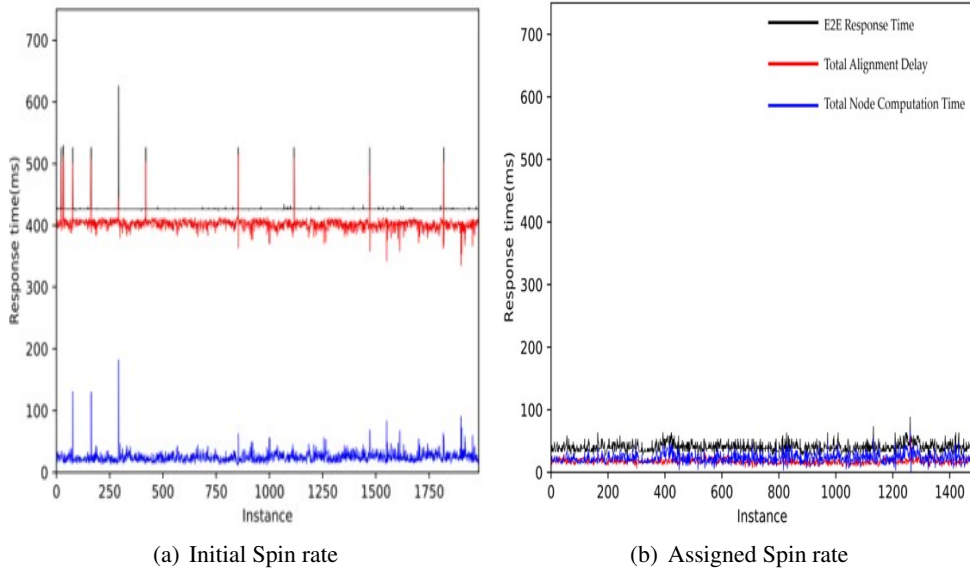 700
600
500
400
300
200
100
0
Response time(ms)
0 250 500 750 1000 1250 1500 1750
Instance
(a) Initial Spin rate
E2E Response Time
Total Alignment Delay
Total Node Computation Time
700
600
500
400
300
200
100
0
Response time(ms)
0 200 400 600 800 1000 1200 1400
Instance
(b) Assigned Spin rate